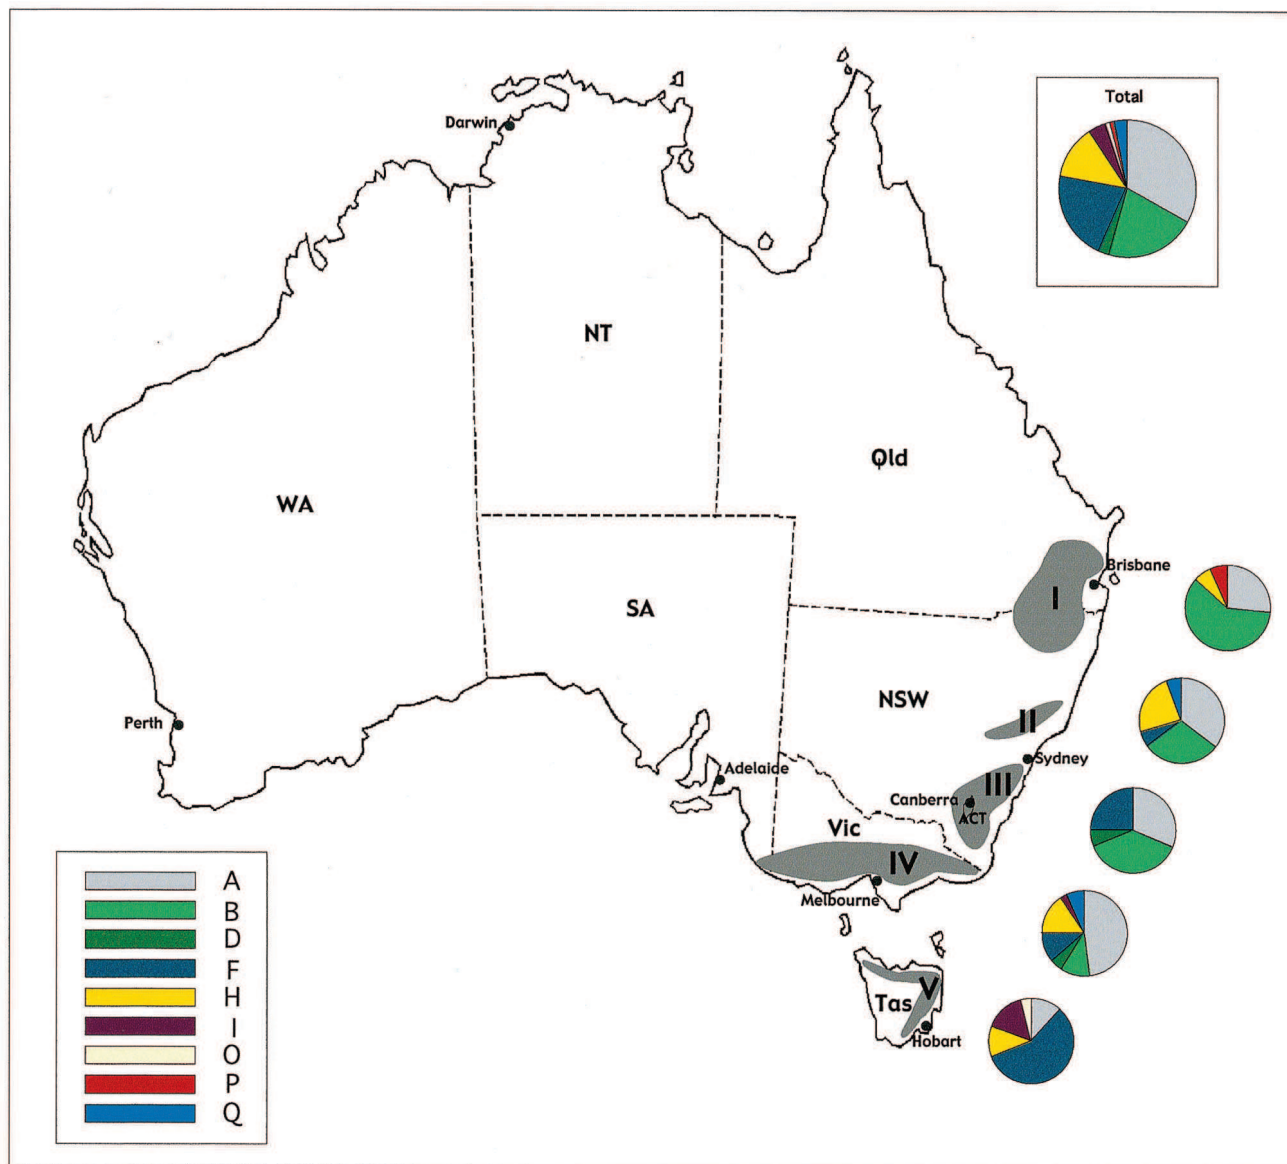 Total
Darwin
NT
Qld
WA
Brisbane
I
SA
NSW
II
Perth
Sydney
Adelaide
III
Canberra
ACT
Vic
IV
Melbourne
V
Tas
Hobart
A
B
D
F
H
I
O
P
Q